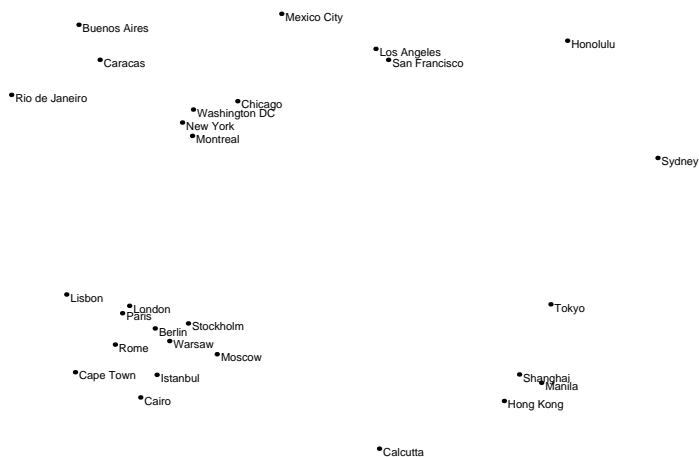 Mexico City
Buenos Aires
Honolulu
Los Angeles
San Francisco
Caracas
Rio de Janeiro
Chicago
Washington DC
New York
Montreal
Sydney
Lisbon
London
Paris
Tokyo
Stockholm
Berlin
Warsaw
Rome
Moscow
Cape Town
Istanbul
Shanghai
Manila
Cairo
Hong Kong
Calcutta